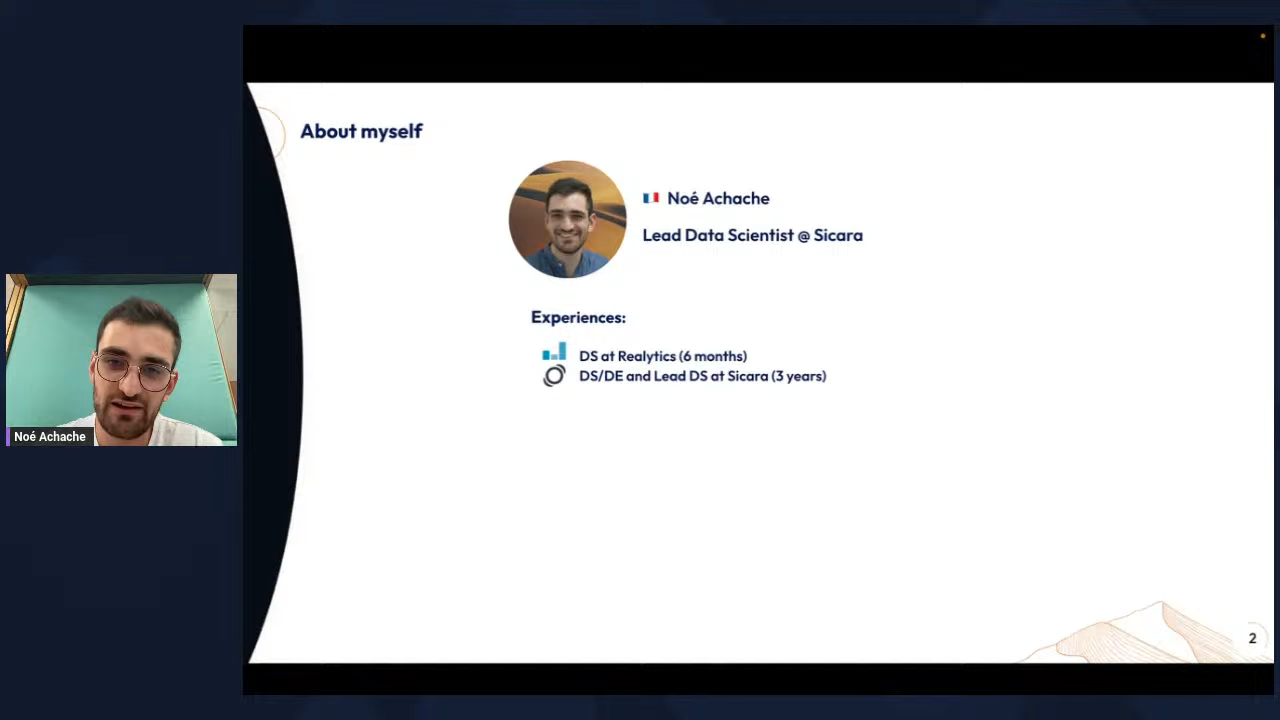 About myself
Noé Achache
Lead Data Scientist @ Sicara
Experiences:
DS at Realytics (6 months)
DS/DE and Lead DS at Sicara (3 years)
Noé Achache
2